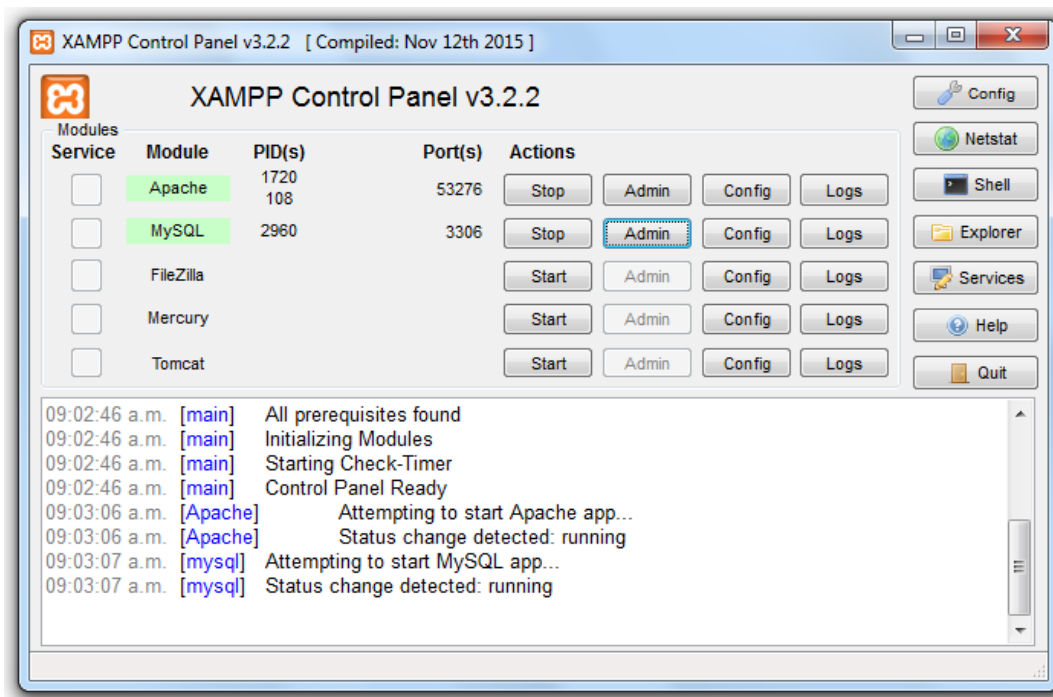 XAMPP Control Panel v3.2.2 [ Compiled: Nov 12th 2015 ]
XAMPP Control Panel v3.2.2
Config
Modules
Service Module PID(s) Port(s) Actions
Netstat
Apache 1720 108 53276 Stop Admin Config Logs
Shell
MySQL 2960 3306 Stop Admin Config Logs
Explorer
FileZilla Start Admin Config Logs
Services
Mercury Start Admin Config Logs
Help
Tomcat Start Admin Config Logs
Quit
09:02:46 a.m. [main] All prerequisites found
09:02:46 a.m. [main] Initializing Modules
09:02:46 a.m. [main] Starting Check-Timer
09:02:46 a.m. [main] Control Panel Ready
09:03:06 a.m. [Apache] Attempting to start Apache app...
09:03:06 a.m. [Apache] Status change detected: running
09:03:07 a.m. [mysql] Attempting to start MySQL app...
09:03:07 a.m. [mysql] Status change detected: running